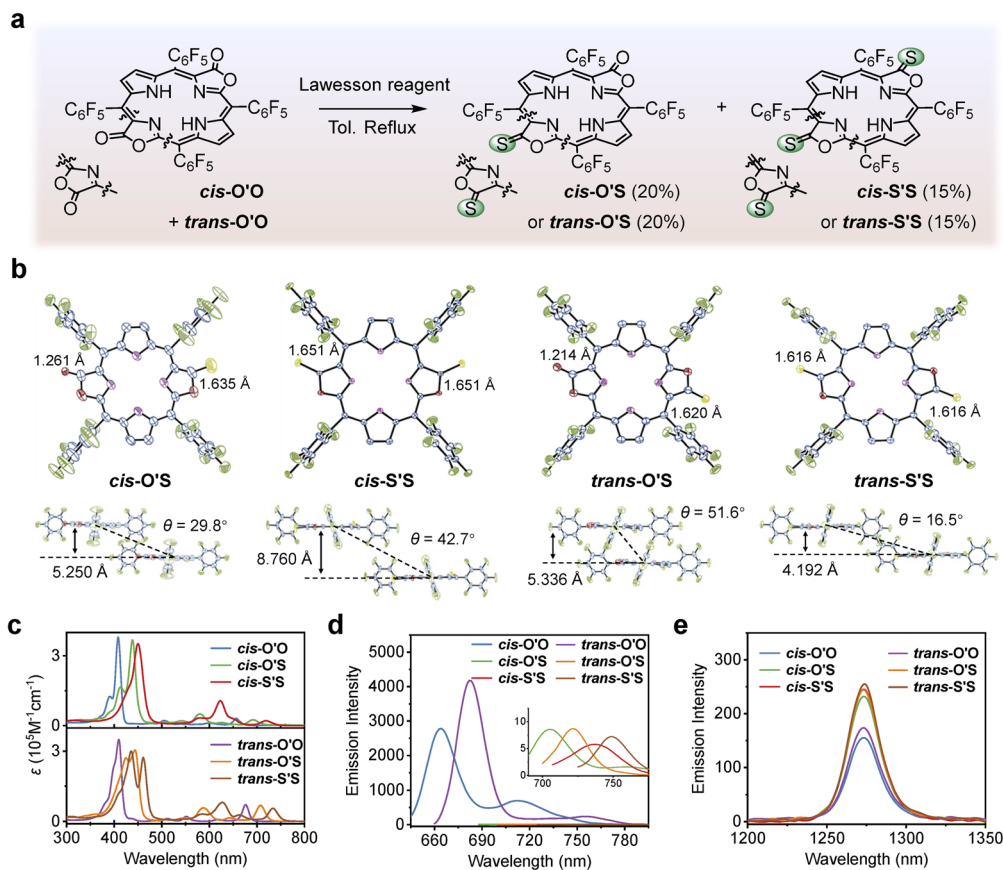 a
C6F5
O
O
NH
N
C6F5
C6F5
N
HN
O
O
C6F5
N
O
O
cis-O'O
+ trans-O'O
Lawesson reagent
Tol. Reflux
C6F5
O
O
NH
N
C6F5
C6F5
N
HN
S
O
C6F5
N
O
S
cis-O'S (20%)
or trans-O'S (20%)
+
C6F5
S
O
NH
N
C6F5
C6F5
N
HN
S
O
C6F5
N
O
S
cis-S'S (15%)
or trans-S'S (15%)
b
1.261 Å
1.635 Å
cis-O'S
1.651 Å
1.651 Å
cis-S'S
1.214 Å
1.620 Å
trans-O'S
1.616 Å
1.616 Å
trans-S'S
θ = 29.8°
5.250 Å
θ = 42.7°
8.760 Å
θ = 51.6°
5.336 Å
θ = 16.5°
4.192 Å
c
ε (10⁵M⁻¹cm⁻¹)
3
0
cis-O'O
cis-O'S
cis-S'S
3
0
trans-O'O
trans-O'S
trans-S'S
300 400 500 600 700 800
Wavelength (nm)
d
Emission Intensity
5000
4000
3000
2000
1000
0
cis-O'O trans-O'O
cis-O'S trans-O'S
cis-S'S trans-S'S
10
5
0
700 750
660 690 720 750 780
Wavelength (nm)
e
Emission Intensity
300
200
100
0
cis-O'O trans-O'O
cis-O'S trans-O'S
cis-S'S trans-S'S
1200 1250 1300 1350
Wavelength (nm)